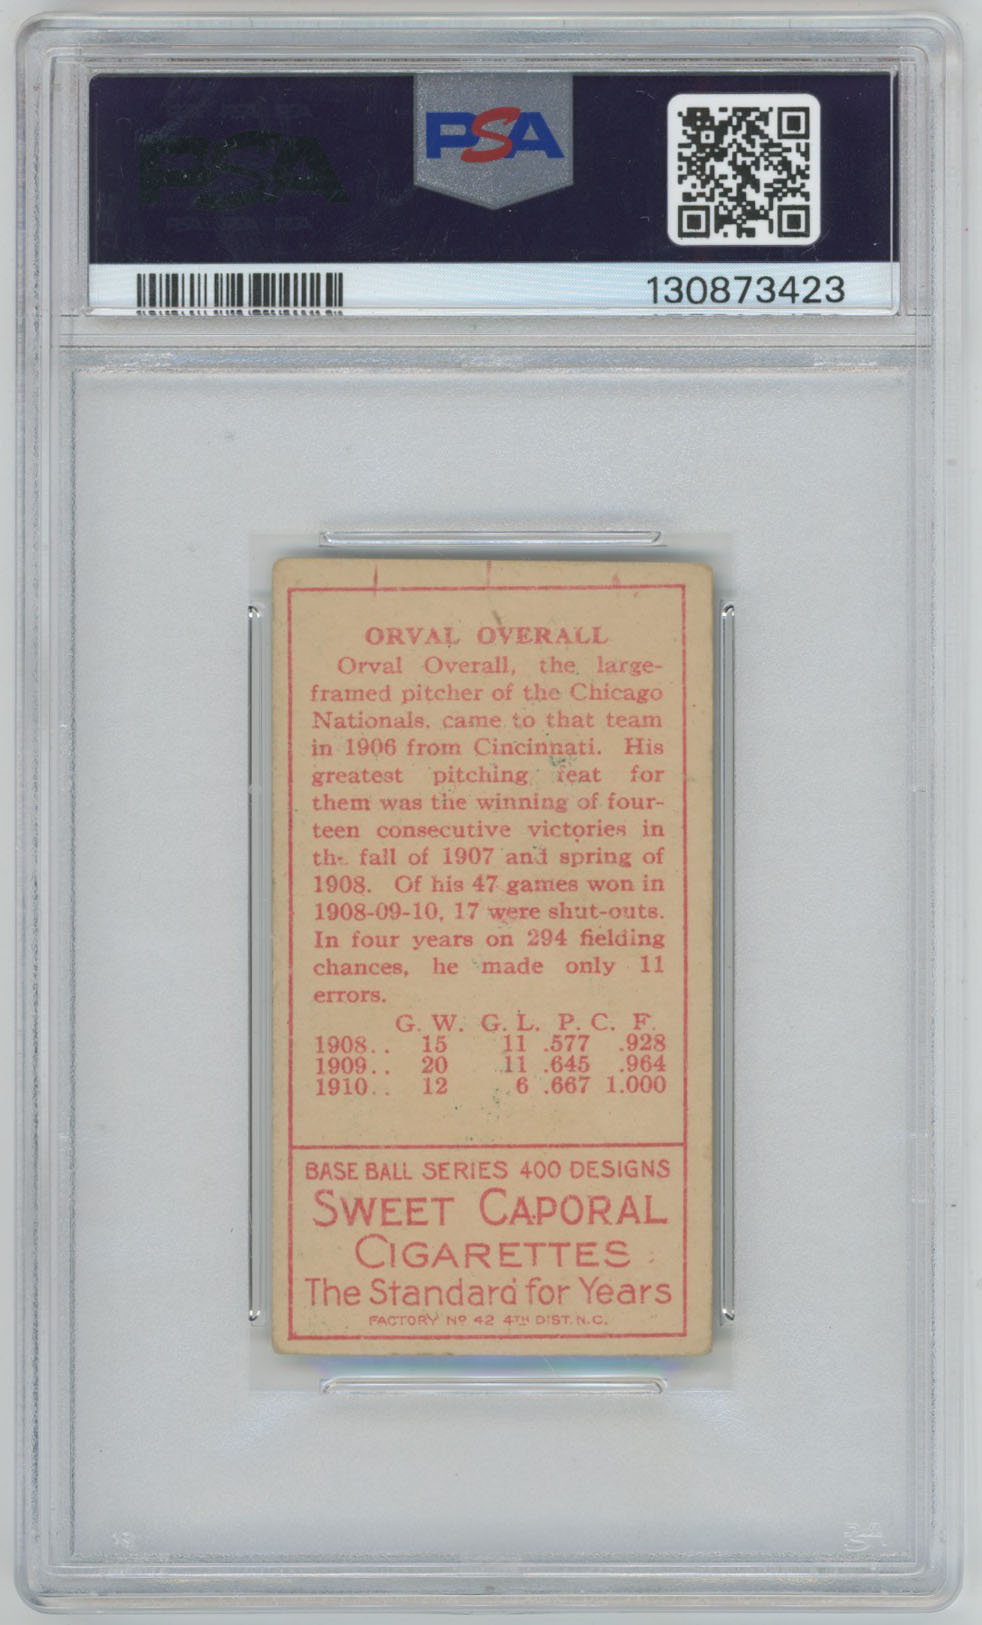 PSA
PSA
130873423
ORVAL OVERALL
Orval Overall, the large-
framed pitcher of the Chicago
Nationals. came to that team
in 1906 from Cincinnati. His
greatest pitching feat for
them was the winning of four-
teen consecutive victories in
the fall of 1907 and spring of
1908. Of his 47 games won in
1908-09-10, 17 were shut-outs.
In four years on 294 fielding
chances, he made only 11
errors.
G. W. G. L. P. C. F.
1908.. 15 11 .577 .928
1909.. 20 11 .645 .964
1910.. 12 6 .667 1.000
BASE BALL SERIES 400 DESIGNS
SWEET CAPORAL
CIGARETTES
The Standard for Years
FACTORY Nº 42 4TH DIST. N.C.